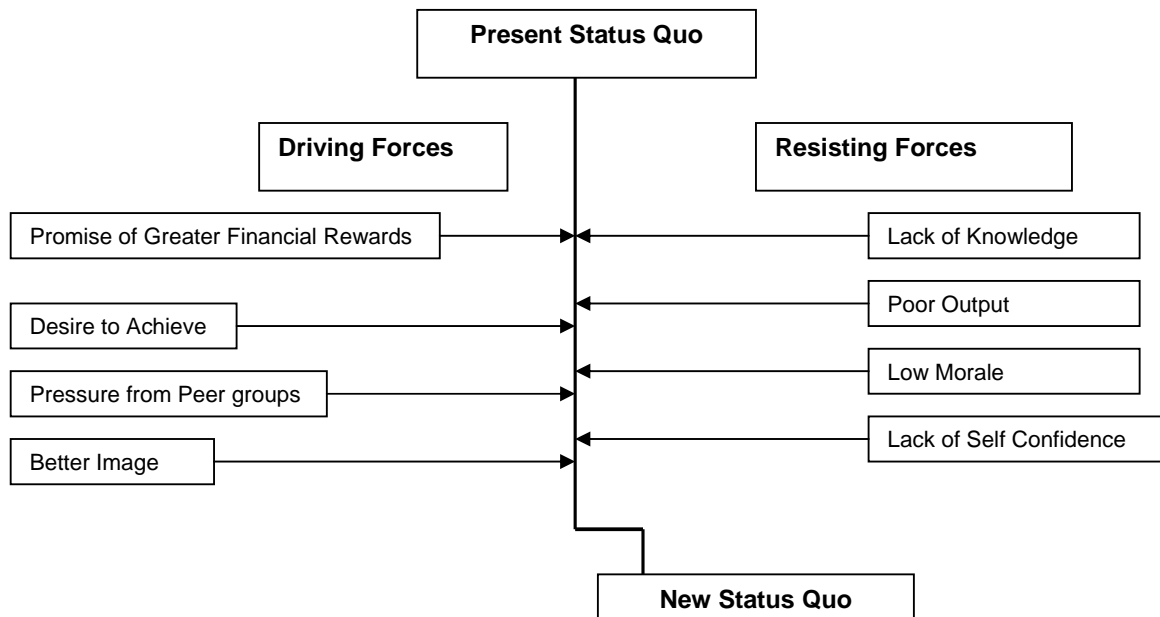 Present Status Quo
Driving Forces
Resisting Forces
Promise of Greater Financial Rewards
Lack of Knowledge
Desire to Achieve
Poor Output
Pressure from Peer groups
Low Morale
Better Image
Lack of Self Confidence
New Status Quo